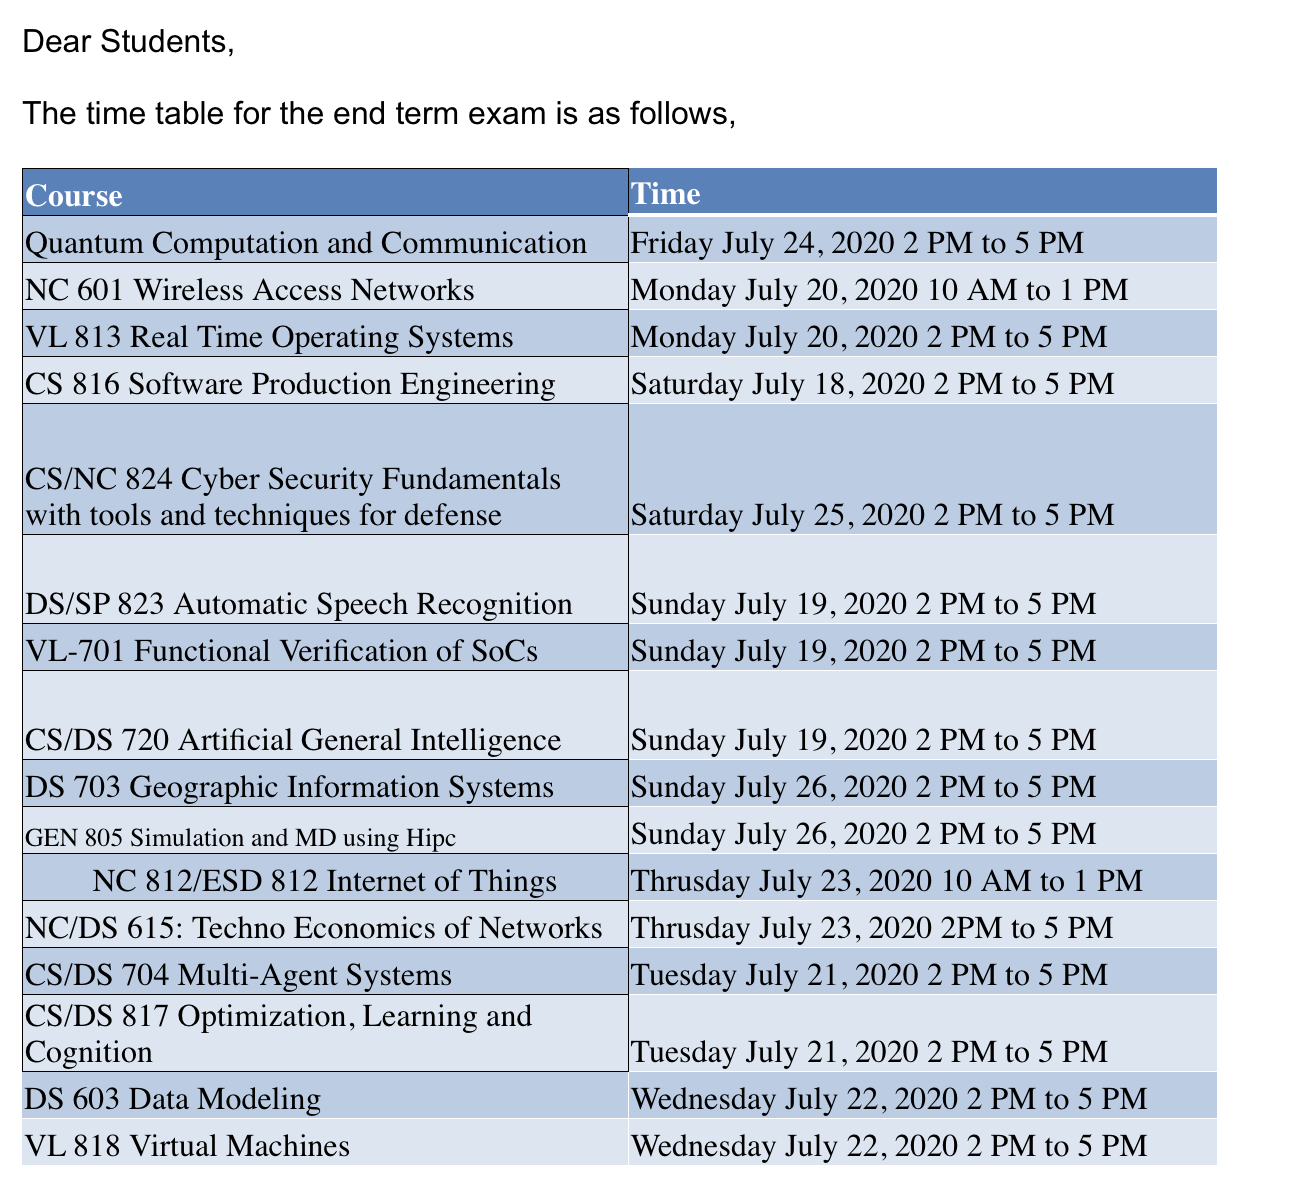 Dear Students,
The time table for the end term exam is as follows,
Course Time
Quantum Computation and Communication Friday July 24, 2020 2 PM to 5 PM
NC 601 Wireless Access Networks Monday July 20, 2020 10 AM to 1 PM
VL 813 Real Time Operating Systems Monday July 20, 2020 2 PM to 5 PM
CS 816 Software Production Engineering Saturday July 18, 2020 2 PM to 5 PM
CS/NC 824 Cyber Security Fundamentals
with tools and techniques for defense Saturday July 25, 2020 2 PM to 5 PM
DS/SP 823 Automatic Speech Recognition Sunday July 19, 2020 2 PM to 5 PM
VL-701 Functional Verification of SoCs Sunday July 19, 2020 2 PM to 5 PM
CS/DS 720 Artificial General Intelligence Sunday July 19, 2020 2 PM to 5 PM
DS 703 Geographic Information Systems Sunday July 26, 2020 2 PM to 5 PM
GEN 805 Simulation and MD using Hipc Sunday July 26, 2020 2 PM to 5 PM
NC 812/ESD 812 Internet of Things Thrusday July 23, 2020 10 AM to 1 PM
NC/DS 615: Techno Economics of Networks Thrusday July 23, 2020 2PM to 5 PM
CS/DS 704 Multi-Agent Systems Tuesday July 21, 2020 2 PM to 5 PM
CS/DS 817 Optimization, Learning and
Cognition Tuesday July 21, 2020 2 PM to 5 PM
DS 603 Data Modeling Wednesday July 22, 2020 2 PM to 5 PM
VL 818 Virtual Machines Wednesday July 22, 2020 2 PM to 5 PM